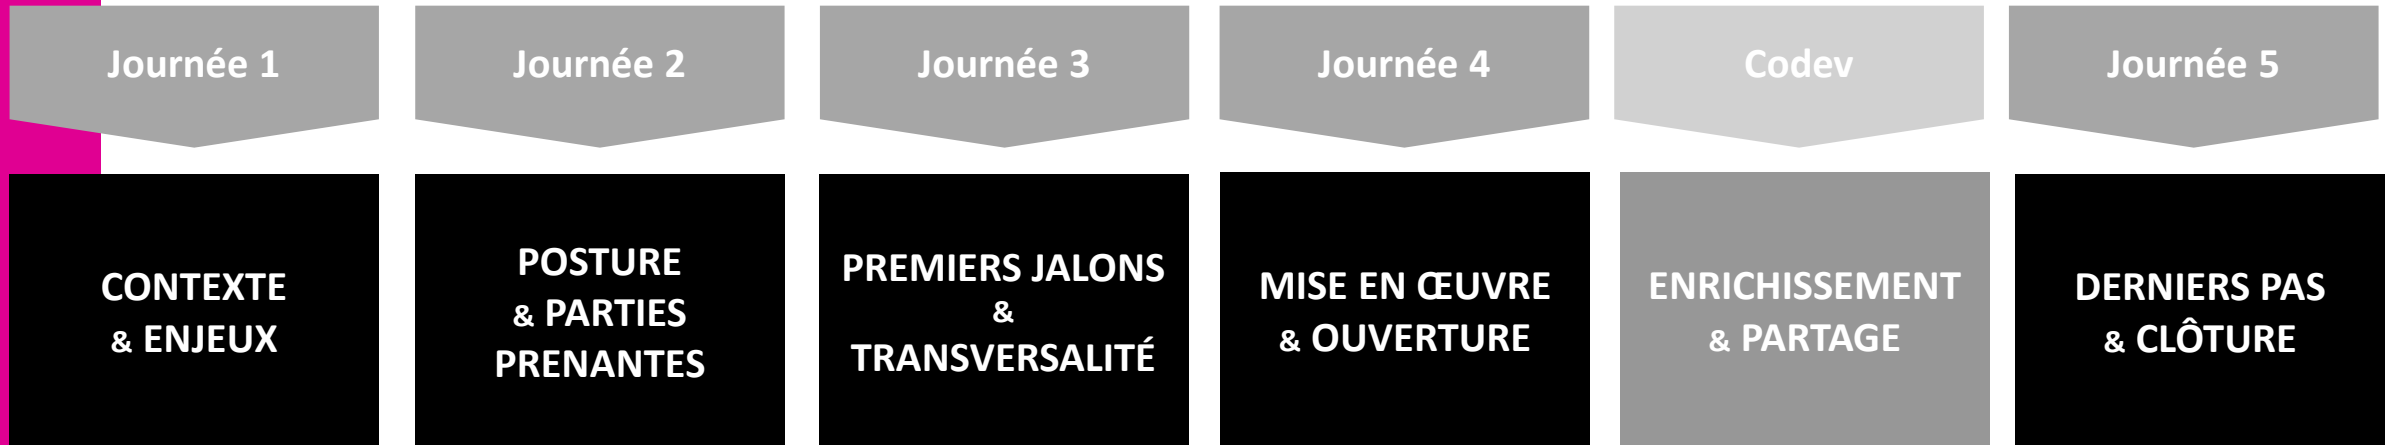 Journée 1
Journée 2
Journée 3
Journée 4
Codev
Journée 5
CONTEXTE
& ENJEUX
POSTURE
& PARTIES
PRENANTES
PREMIERS JALONS
&
TRANSVERSALITÉ
MISE EN ŒUVRE
& OUVERTURE
ENRICHISSEMENT
& PARTAGE
DERNIERS PAS
& CLÔTURE